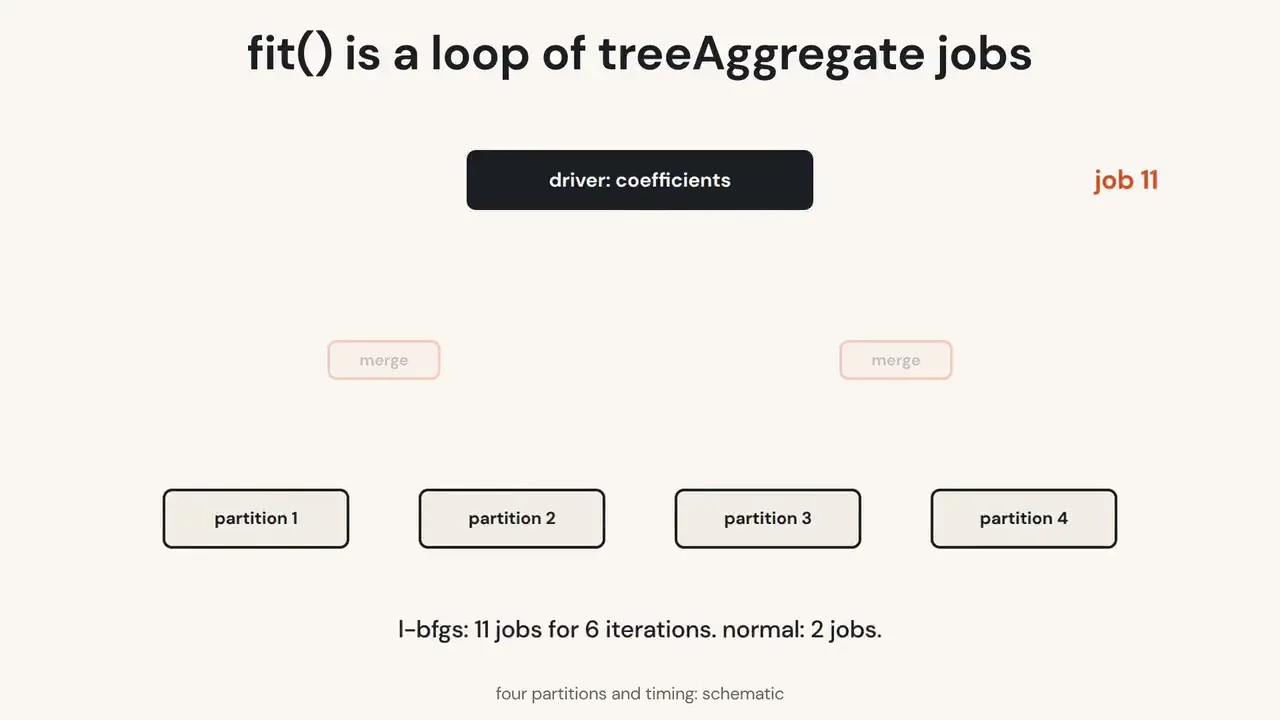 fit() is a loop of treeAggregate jobs
driver: coefficients
job 11
merge
merge
partition 1
partition 2
partition 3
partition 4
l-bfgs: 11 jobs for 6 iterations. normal: 2 jobs.
four partitions and timing: schematic